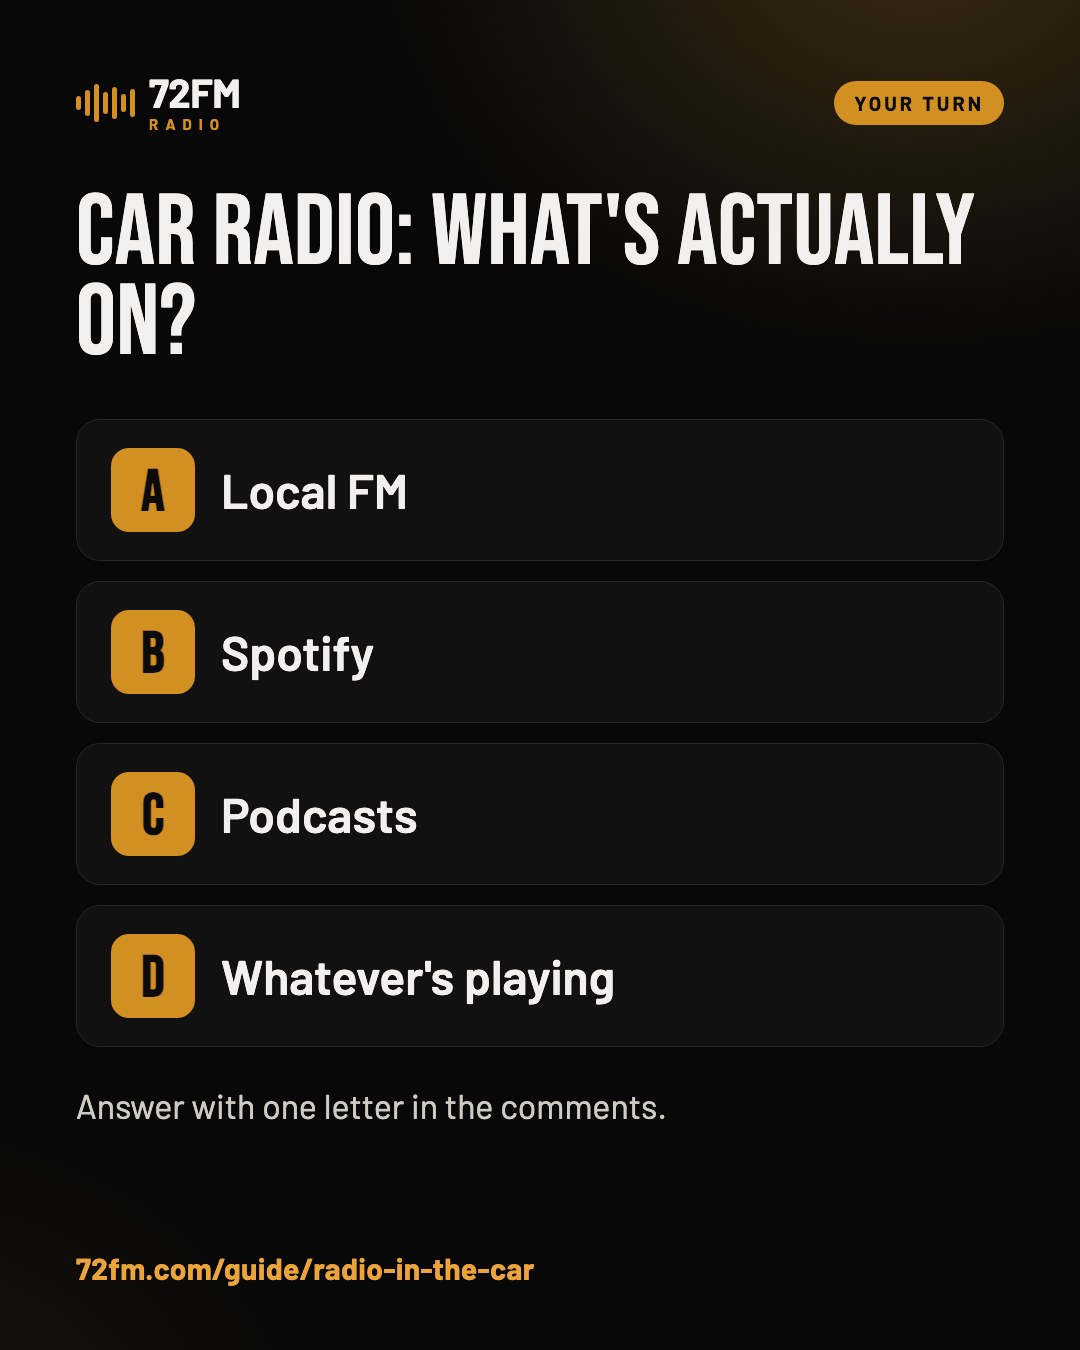 72FM
RADIO
YOUR TURN
CAR RADIO: WHAT'S ACTUALLY
ON?
A
Local FM
B
Spotify
C
Podcasts
D
Whatever's playing
Answer with one letter in the comments.
72fm.com/guide/radio-in-the-car